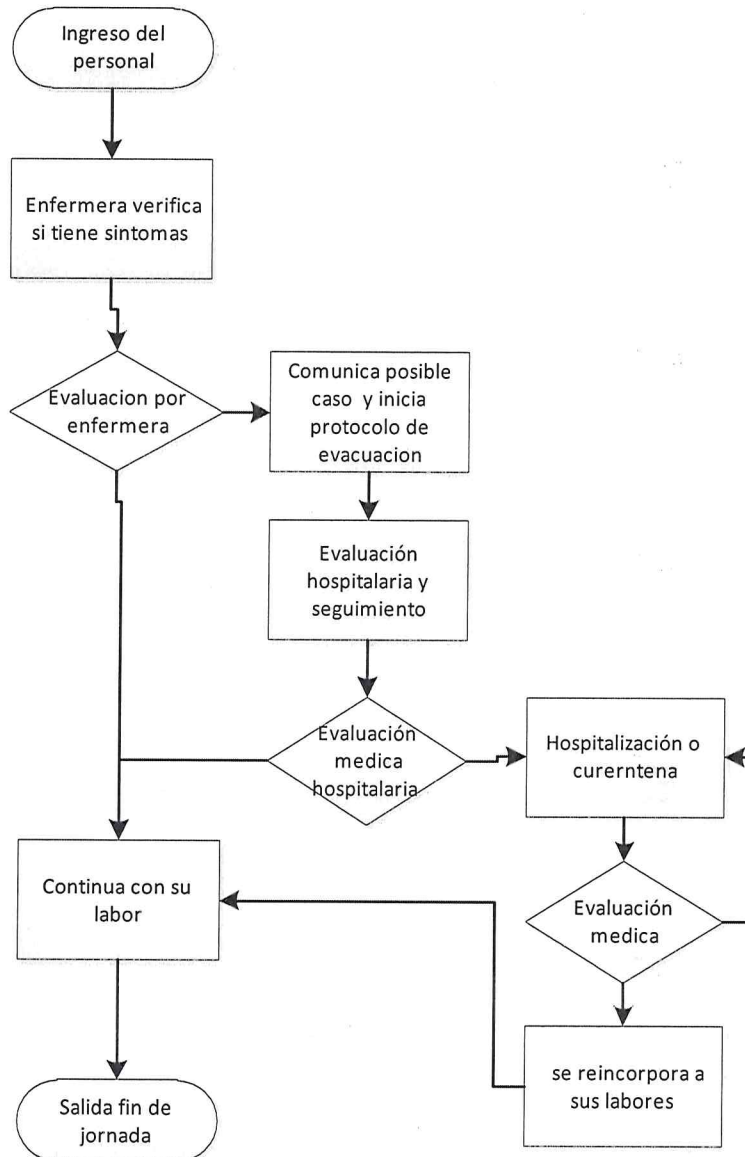 Ingreso del
personal
Enfermera verifica
si tiene sintomas
Evaluacion por
enfermera
Comunica posible
caso y inicia
protocolo de
evacuacion
Evaluación
hospitalaria y
seguimiento
Evaluación
medica
hospitalaria
Hospitalización o
curerntena
Continua con su
labor
Evaluación
medica
se reincorpora a
sus labores
Salida fin de
jornada